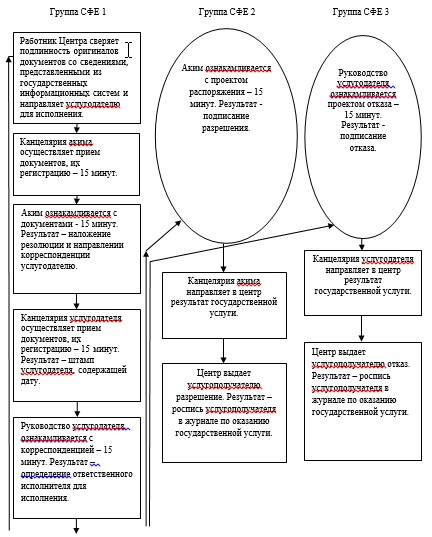 Группа СФЕ 1
Группа СФЕ 2
Группа СФЕ 3
Работник Центра сверяет
подлинность оригиналов
документов со сведениями,
представленными из
государственных
информационных систем и
направляет услугодателю
для исполнения.
Канцелярия акима
осуществляет прием
документов, их
регистрацию – 15 минут.
Аким ознакамливается с
документами - 15 минут.
Результат – наложение
резолюции и направлении
корреспонденции
услугодателю.
Канцелярия услугодателя
осуществляет прием
документов, их
регистрацию – 15 минут.
Результат – штамп
услугодателя, содержащей
дату.
Руководство услугодателя
ознакамливается с
корреспонденцией – 15
минут. Результат –
определение ответственного
исполнителя для
исполнения.
Аким ознакамливается
с проектом
распоряжения – 15
минут. Результат -
подписание
разрешения.
Канцелярия акима
направляет в центр
результат государственной
услуги.
Центр выдает
услугополучателю
разрешение. Результат –
роспись услугополучателя
в журнале по оказанию
государственной услуги.
Руководство
услугодателя
ознакамливается
проектом отказа –
15 минут.
Результат -
подписание
отказа.
Канцелярия услугодателя
направляет в центр
результат
государственной услуги.
Центр выдает
услугополучателю отказ.
Результат – роспись
услугополучателя в
журнале по оказанию
государственной услуги.